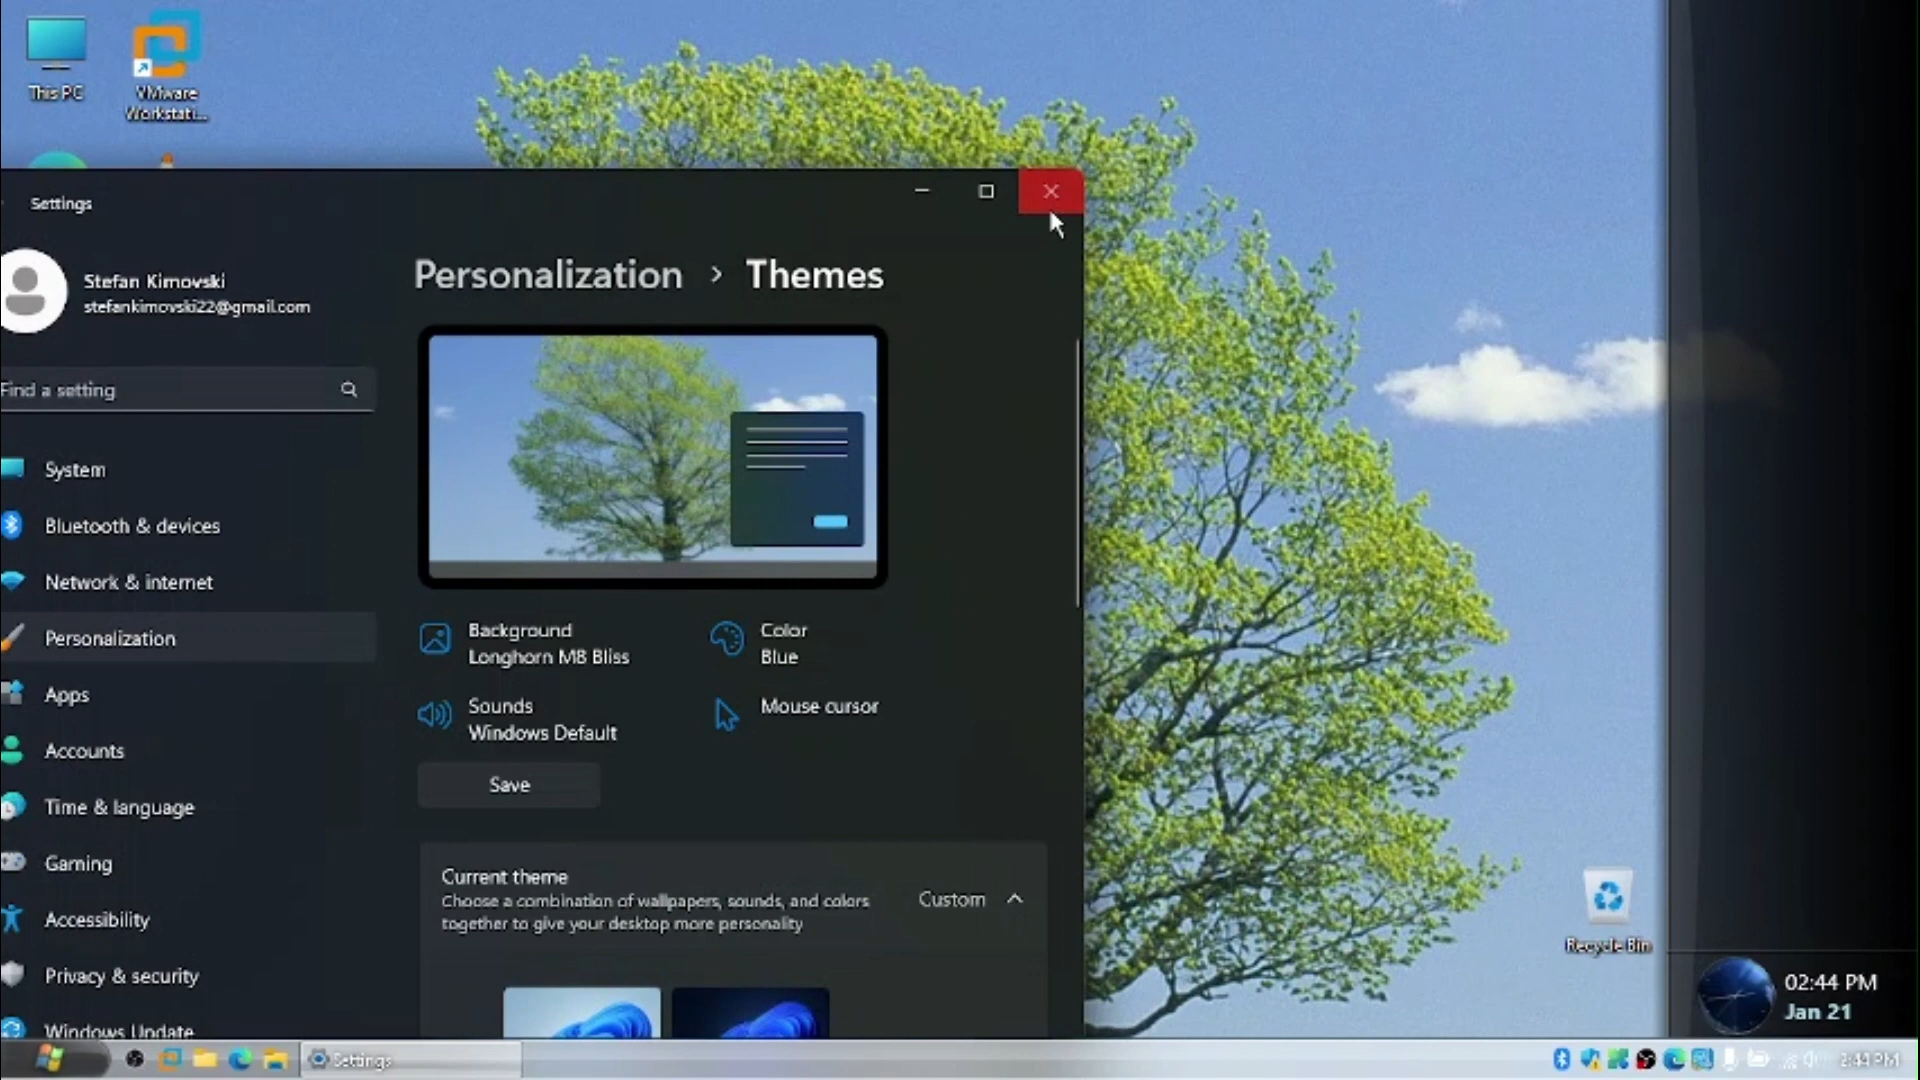 This PC
VMware
Workstati...
Settings
Stefan Kimovski
stefankimovski22@gmail.com
Find a setting
System
Bluetooth & devices
Network & internet
Personalization
Apps
Accounts
Time & language
Gaming
Accessibility
Privacy & security
Windows Update
Personalization > Themes
Background
Longhorn M8 Bliss
Color
Blue
Sounds
Windows Default
Mouse cursor
Save
Current theme
Choose a combination of wallpapers, sounds, and colors
together to give your desktop more personality
Custom
Recycle Bin
02:44 PM
Jan 21
Settings
2:44 PM